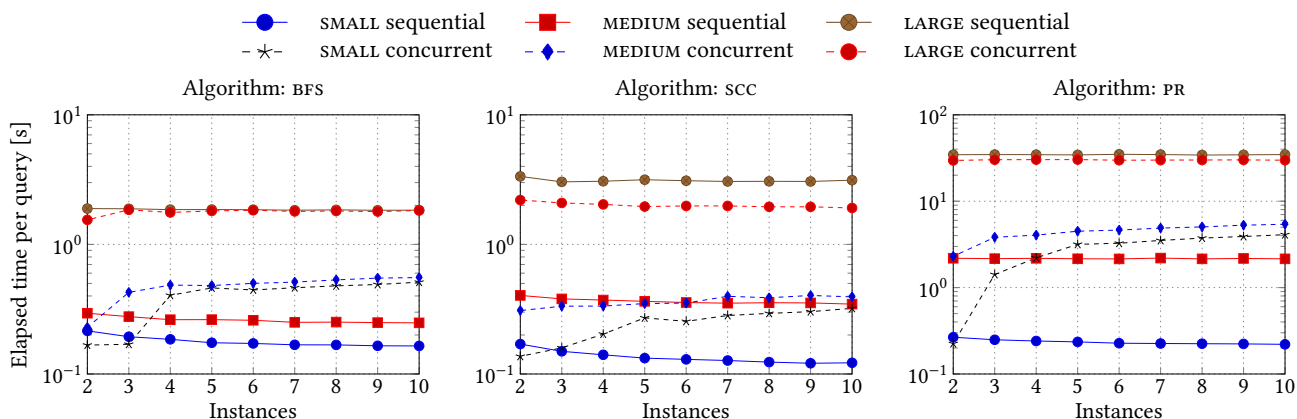 SMALL sequential MEDIUM sequential LARGE sequential
SMALL concurrent MEDIUM concurrent LARGE concurrent
Algorithm: BFS
Elapsed time per query [s]
10^1
10^0
10^-1
2 3 4 5 6 7 8 9 10
Instances
Algorithm: SCC
10^1
10^0
10^-1
2 3 4 5 6 7 8 9 10
Instances
Algorithm: PR
10^2
10^1
10^0
10^-1
2 3 4 5 6 7 8 9 10
Instances